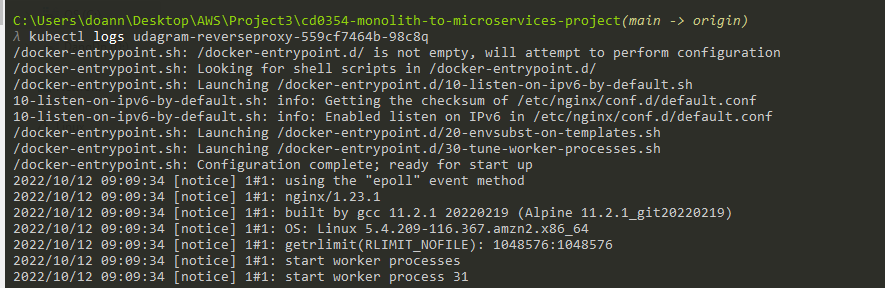 C:\Users\doann\Desktop\AWS\Project3\cd0354-monolith-to-microservices-project(main -> origin)
λ kubectl logs udagram-reverseproxy-559cf7464b-98c8q
/docker-entrypoint.sh: /docker-entrypoint.d/ is not empty, will attempt to perform configuration
/docker-entrypoint.sh: Looking for shell scripts in /docker-entrypoint.d/
/docker-entrypoint.sh: Launching /docker-entrypoint.d/10-listen-on-ipv6-by-default.sh
10-listen-on-ipv6-by-default.sh: info: Getting the checksum of /etc/nginx/conf.d/default.conf
10-listen-on-ipv6-by-default.sh: info: Enabled listen on IPv6 in /etc/nginx/conf.d/default.conf
/docker-entrypoint.sh: Launching /docker-entrypoint.d/20-envsubst-on-templates.sh
/docker-entrypoint.sh: Launching /docker-entrypoint.d/30-tune-worker-processes.sh
/docker-entrypoint.sh: Configuration complete; ready for start up
2022/10/12 09:09:34 [notice] 1#1: using the "epoll" event method
2022/10/12 09:09:34 [notice] 1#1: nginx/1.23.1
2022/10/12 09:09:34 [notice] 1#1: built by gcc 11.2.1 20220219 (Alpine 11.2.1_git20220219)
2022/10/12 09:09:34 [notice] 1#1: OS: Linux 5.4.209-116.367.amzn2.x86_64
2022/10/12 09:09:34 [notice] 1#1: getrlimit(RLIMIT_NOFILE): 1048576:1048576
2022/10/12 09:09:34 [notice] 1#1: start worker processes
2022/10/12 09:09:34 [notice] 1#1: start worker process 31